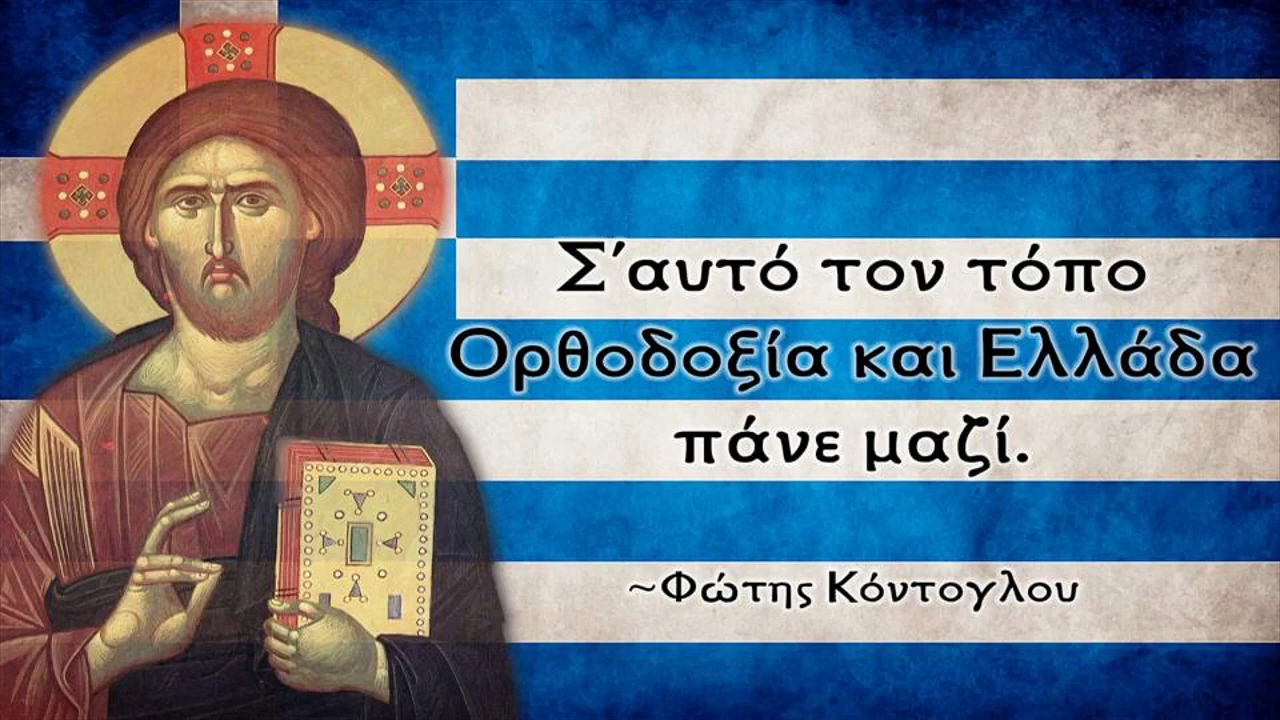 Σ΄αυτό τον τόπο
Ορθοδοξία και Ελλάδα
πάνε μαζί.
~Φώτης Κόντογλου